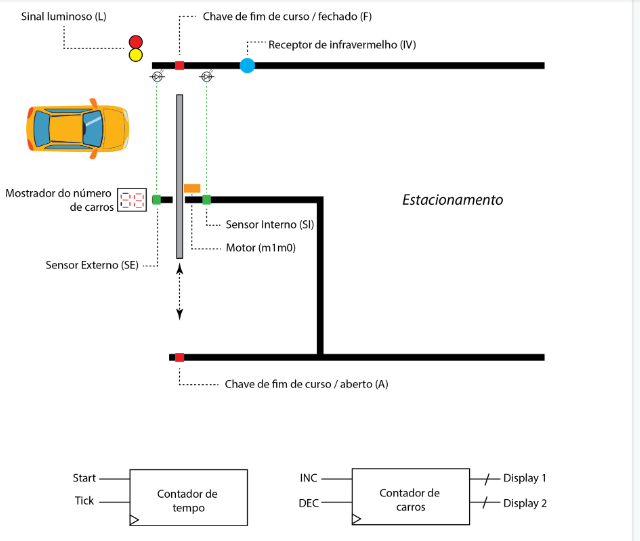 Sinal luminoso (L)
Chave de fim de curso / fechado (F)
Receptor de infravermelho (IV)
Mostrador do número
de carros
Estacionamento
Sensor Interno (SI)
Motor (m1m0)
Sensor Externo (SE)
Chave de fim de curso / aberto (A)
Start
Tick
Contador de
tempo
INC
DEC
Contador de
carros
Display 1
Display 2